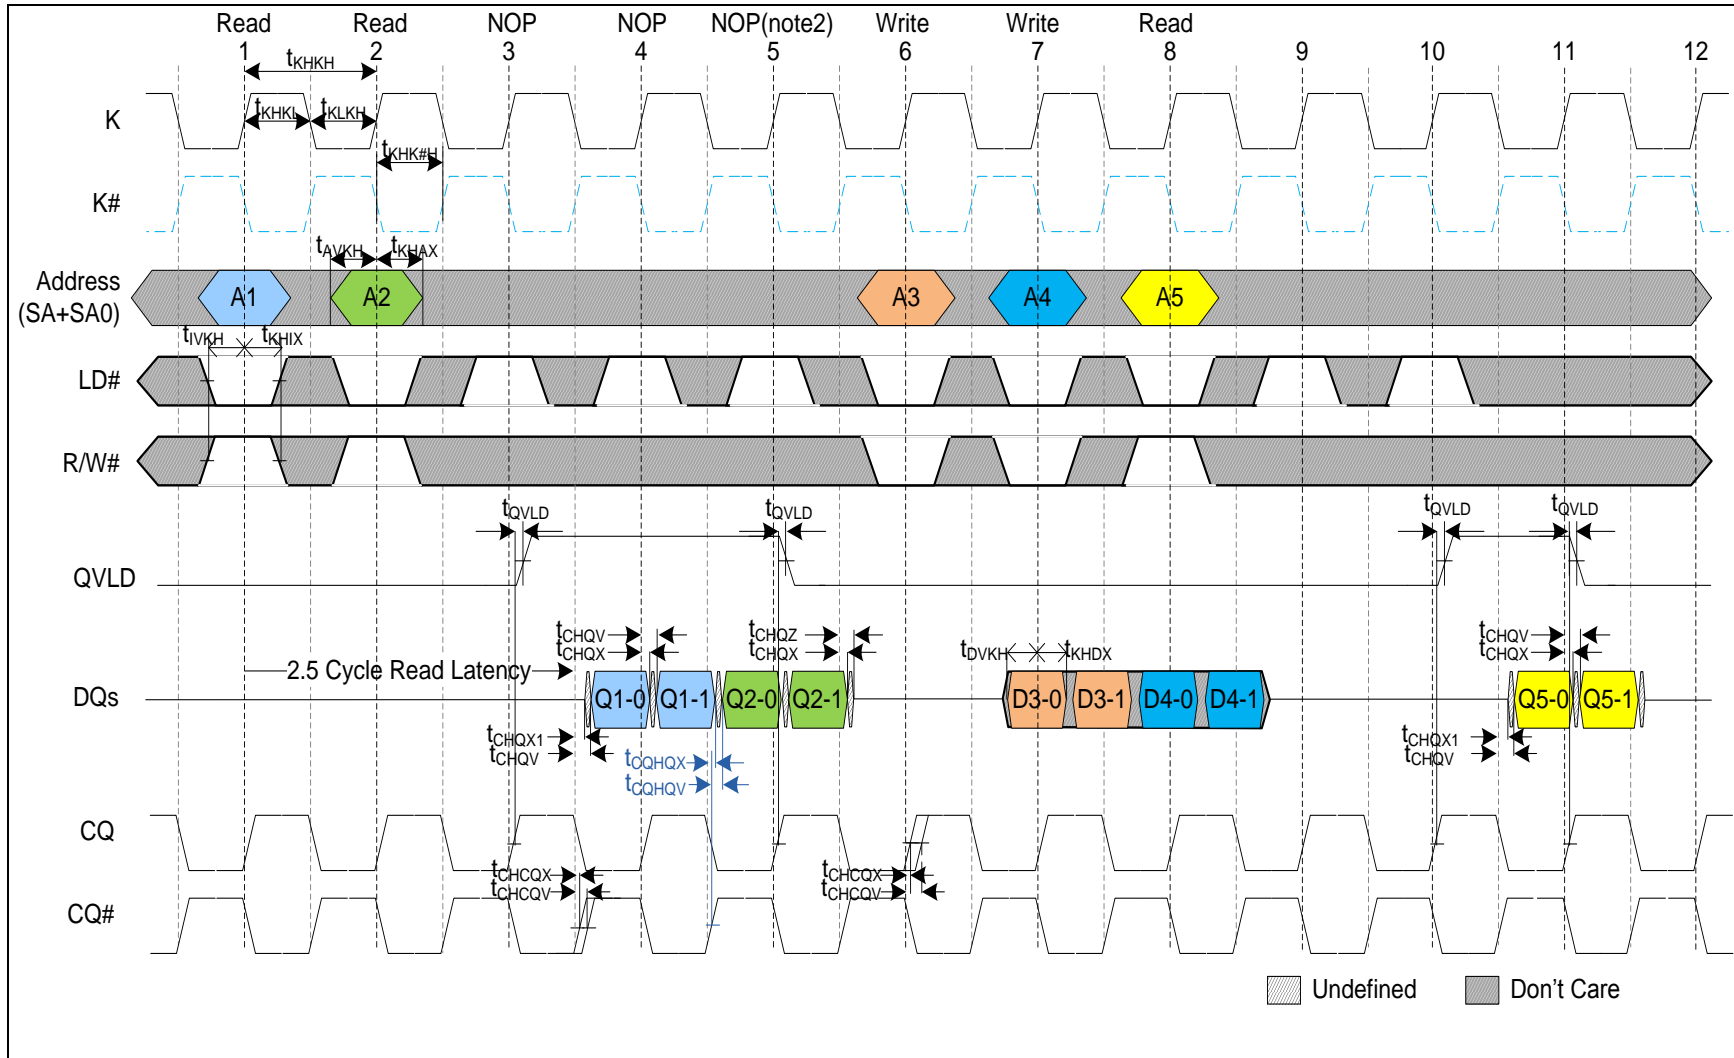 Read Read NOP NOP NOP(note2) Write Write Read
1 2 3 4 5 6 7 8 9 10 11 12
tKHKH
K
tKHKL tKLKH
tKHK#H
K#
tAVKH tKHAX
Address
(SA+SA0)
A1 A2 A3 A4 A5
tIVKH tKHIX
LD#
R/W#
tQVLD tQVLD tQVLD tQVLD
QVLD
tCHQV tCHQZ tCHQV
tCHQX tCHQX tDVKH tKHDX tCHQX
2.5 Cycle Read Latency
DQs
Q1-0 Q1-1 Q2-0 Q2-1 D3-0 D3-1 D4-0 D4-1 Q5-0 Q5-1
tCHQX1 tCHQX1
tCHQV tCHQV
tCQHQX
tCQHQV
CQ
tCHCQX tCHCQX
tCHCQV tCHCQV
CQ#
Undefined Don't Care